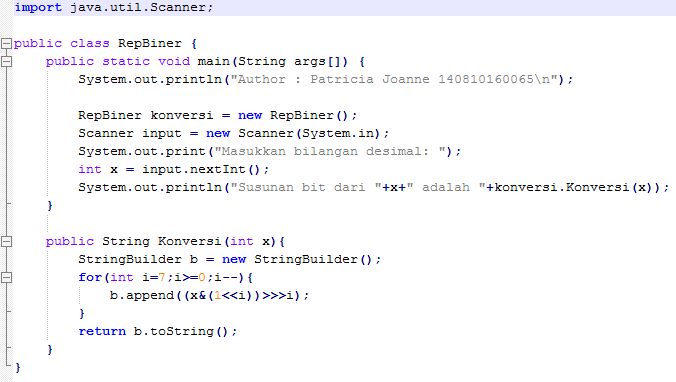 import java.util.Scanner;
public class RepBiner {
public static void main(String args[]) {
System.out.println("Author : Patricia Joanne 140810160065\n");
RepBiner konversi = new RepBiner();
Scanner input = new Scanner(System.in);
System.out.print("Masukkan bilangan desimal: ");
int x = input.nextInt();
System.out.println("Susunan bit dari "+x+" adalah "+konversi.Konversi(x));
}
public String Konversi(int x){
StringBuilder b = new StringBuilder();
for(int i=7;i>=0;i--){
b.append((x&(1<<i))>>>i);
}
return b.toString();
}
}